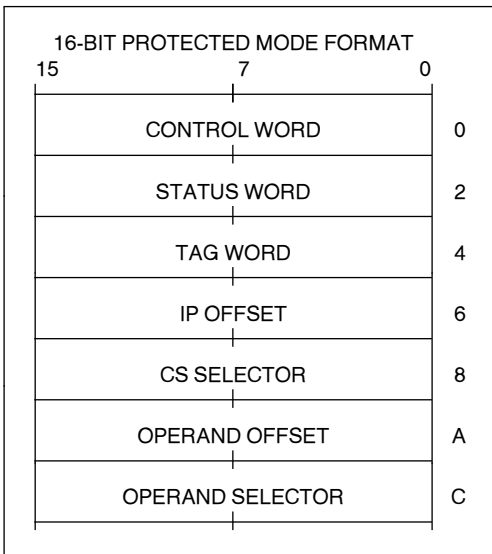 16-BIT PROTECTED MODE FORMAT
15 7 0
CONTROL WORD 0
STATUS WORD 2
TAG WORD 4
IP OFFSET 6
CS SELECTOR 8
OPERAND OFFSET A
OPERAND SELECTOR C